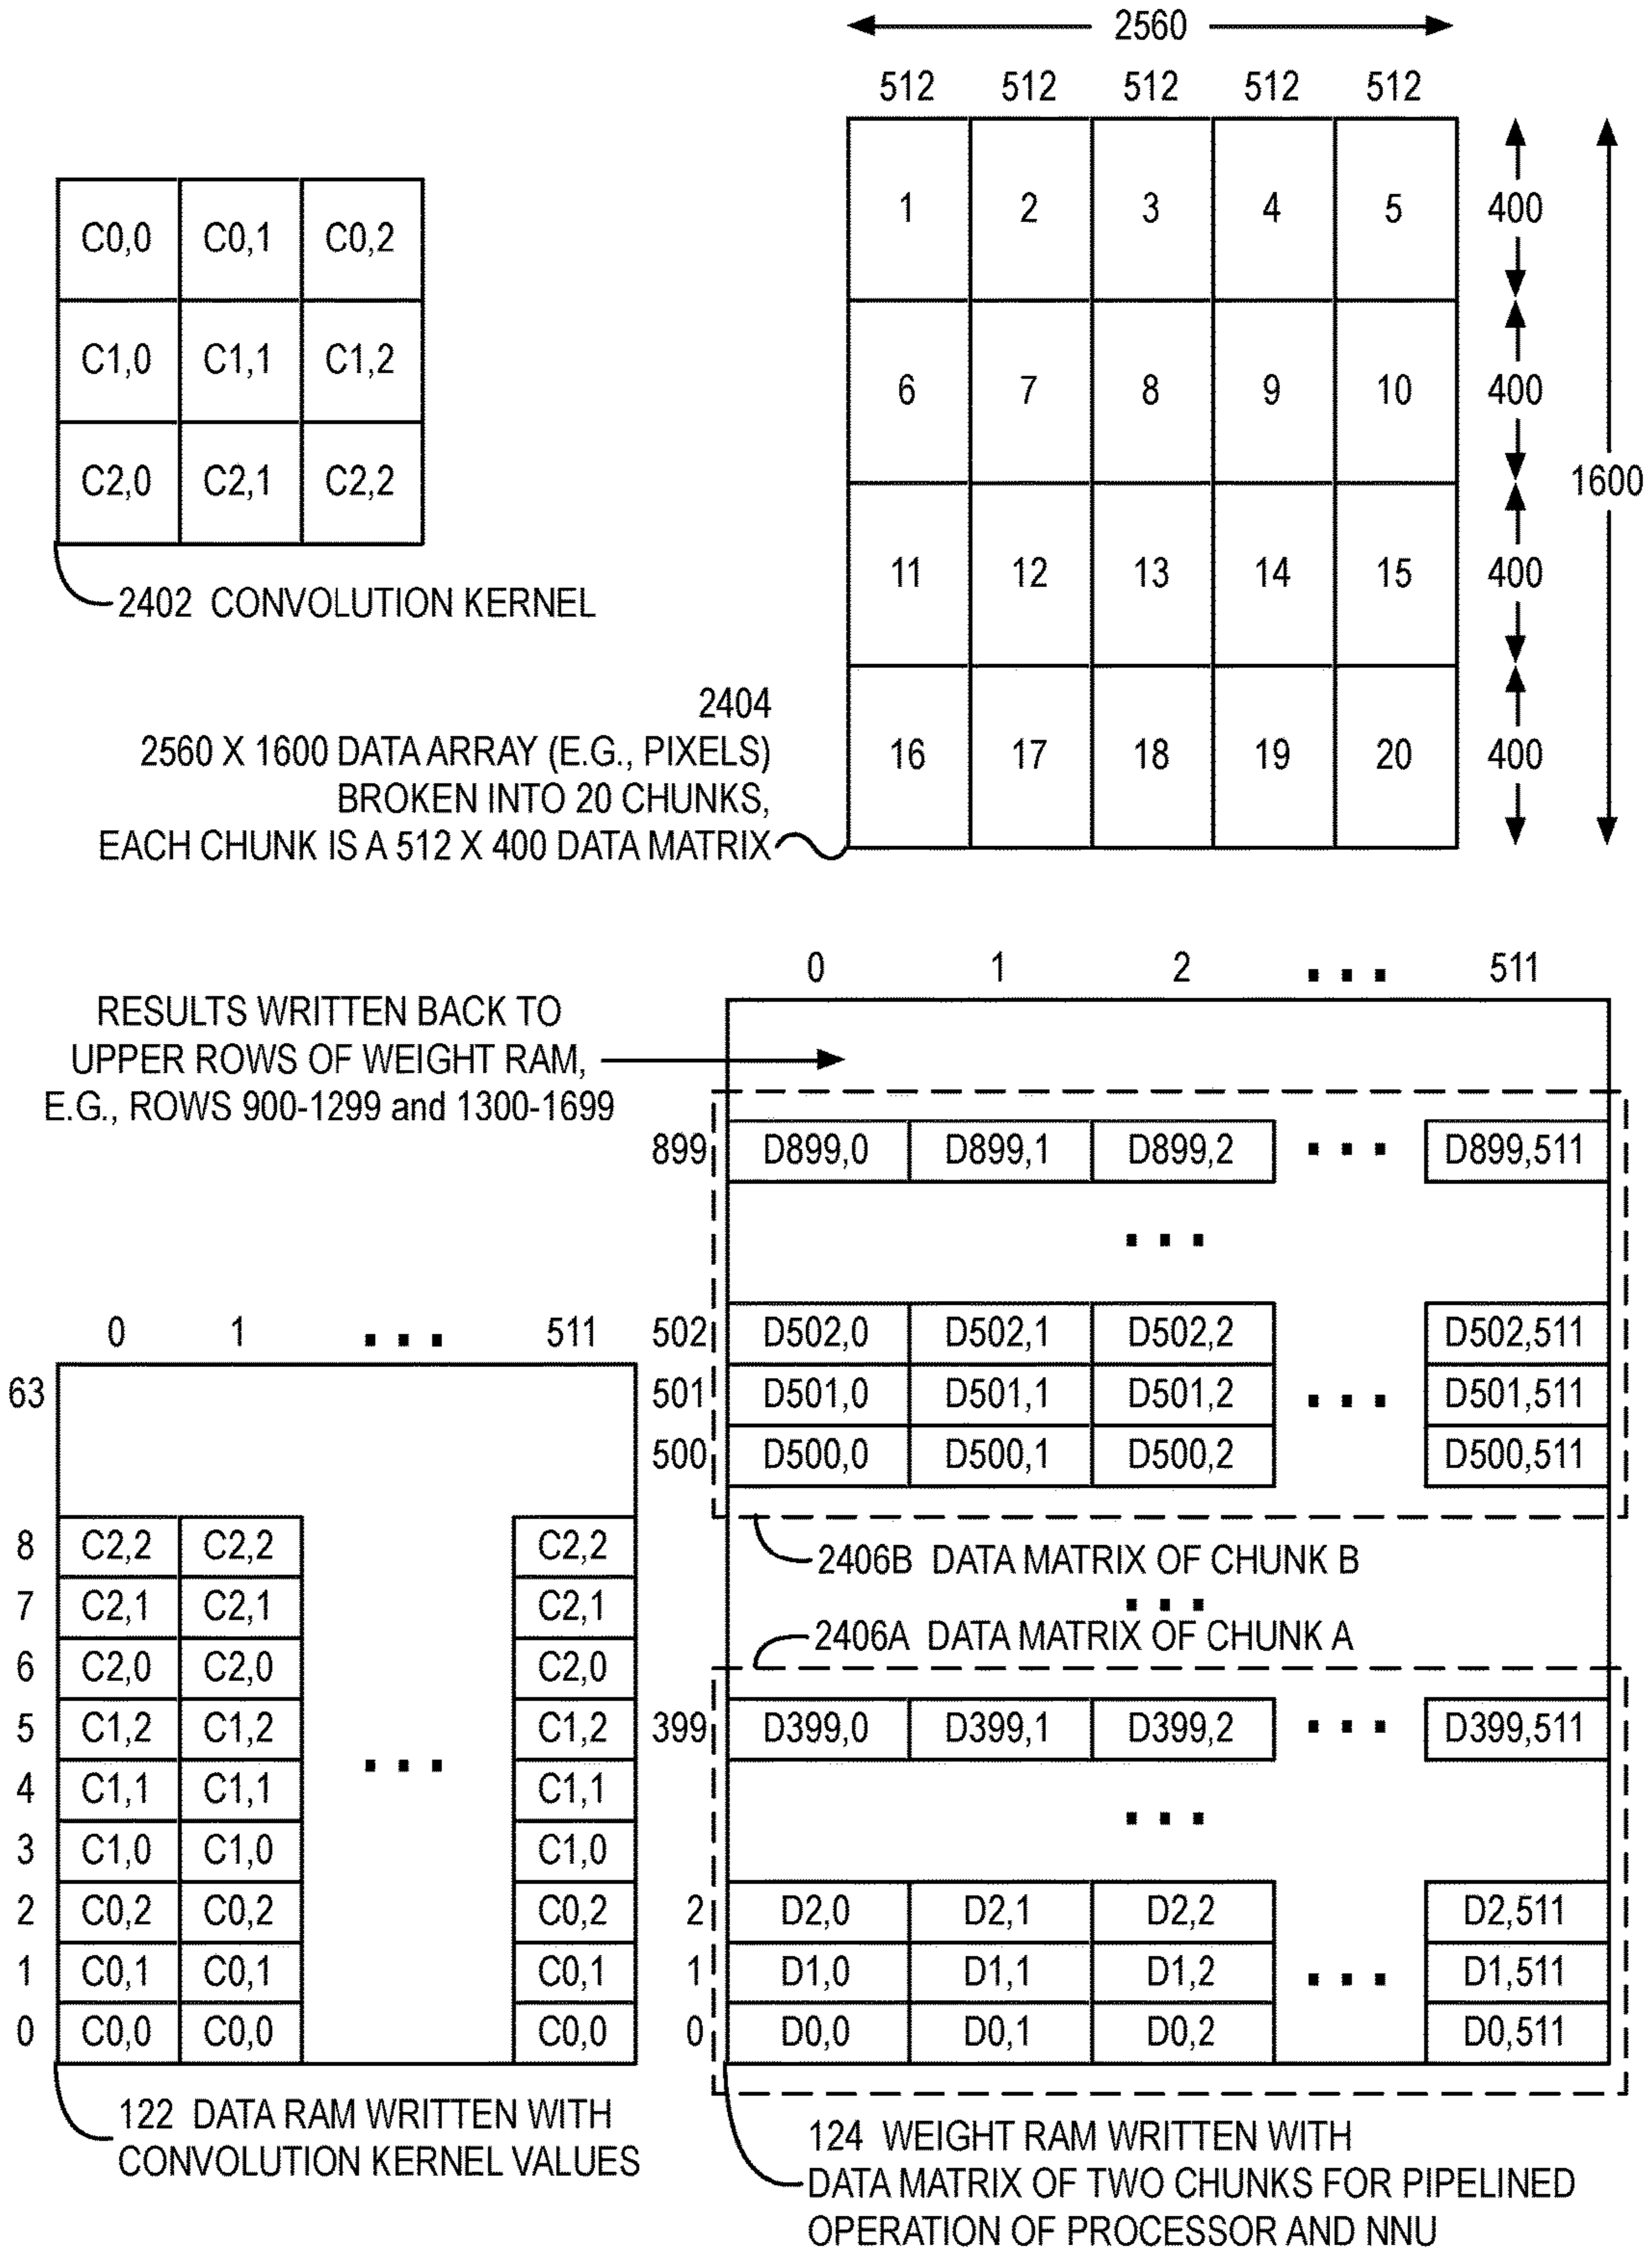 2560
512 512 512 512 512
1 2 3 4 5 400
6 7 8 9 10 400
11 12 13 14 15 400
16 17 18 19 20 400
1600
C0,0 C0,1 C0,2
C1,0 C1,1 C1,2
C2,0 C2,1 C2,2
2402 CONVOLUTION KERNEL
2404
2560 X 1600 DATA ARRAY (E.G., PIXELS)
BROKEN INTO 20 CHUNKS,
EACH CHUNK IS A 512 X 400 DATA MATRIX
RESULTS WRITTEN BACK TO
UPPER ROWS OF WEIGHT RAM,
E.G., ROWS 900-1299 and 1300-1699
0 1 2 ... 511
899 D899,0 D899,1 D899,2 ... D899,511
...
502 D502,0 D502,1 D502,2 D502,511
501 D501,0 D501,1 D501,2 ... D501,511
500 D500,0 D500,1 D500,2 D500,511
2406B DATA MATRIX OF CHUNK B
...
2406A DATA MATRIX OF CHUNK A
399 D399,0 D399,1 D399,2 ... D399,511
...
2 D2,0 D2,1 D2,2 D2,511
1 D1,0 D1,1 D1,2 ... D1,511
0 D0,0 D0,1 D0,2 D0,511
124 WEIGHT RAM WRITTEN WITH
DATA MATRIX OF TWO CHUNKS FOR PIPELINED
OPERATION OF PROCESSOR AND NNU
0 1 ... 511
63
8 C2,2 C2,2 C2,2
7 C2,1 C2,1 C2,1
6 C2,0 C2,0 C2,0
5 C1,2 C1,2 C1,2
...
4 C1,1 C1,1 C1,1
3 C1,0 C1,0 C1,0
2 C0,2 C0,2 C0,2
1 C0,1 C0,1 C0,1
0 C0,0 C0,0 C0,0
122 DATA RAM WRITTEN WITH
CONVOLUTION KERNEL VALUES